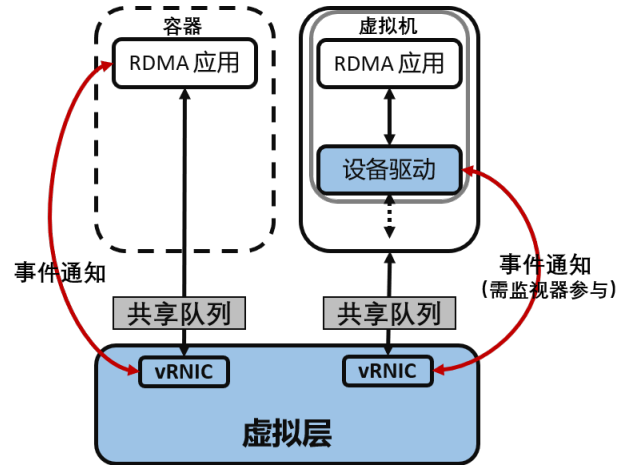 容器
虚拟机
RDMA 应用
RDMA 应用
设备驱动
事件通知
事件通知
(需监视器参与)
共享队列
共享队列
vRNIC
vRNIC
虚拟层